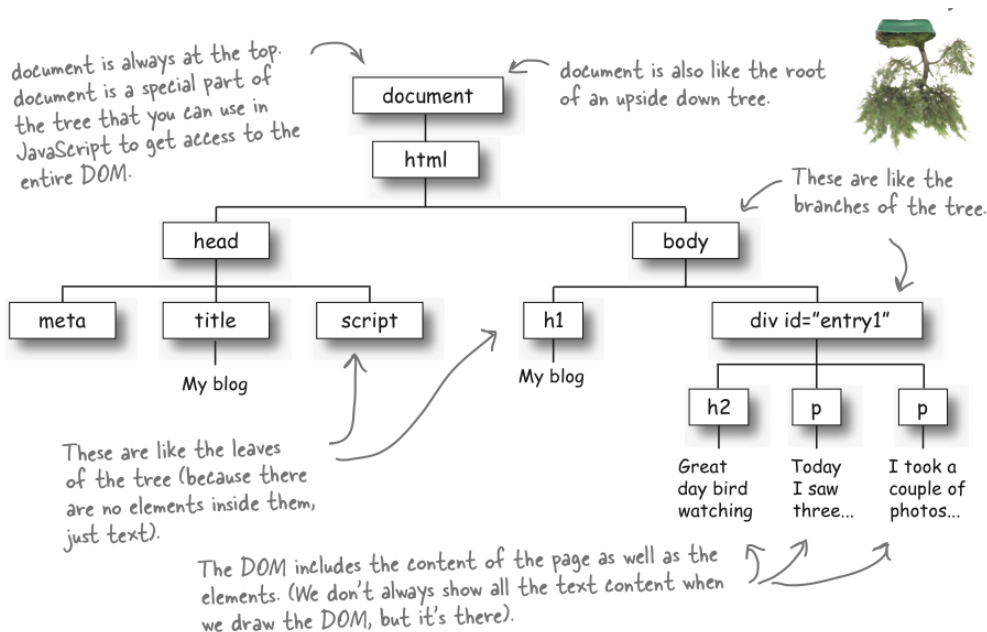 document is always at the top.
document is a special part of
the tree that you can use in
JavaScript to get access to the
entire DOM.
document
document is also like the root
of an upside down tree.
html
These are like the
branches of the tree.
head
body
meta
title
script
h1
div id="entry1"
My blog
My blog
h2
p
p
These are like the leaves
of the tree (because there
are no elements inside them,
just text).
Great
day bird
watching
Today
I saw
three...
I took a
couple of
photos...
The DOM includes the content of the page as well as the
elements. (We don't always show all the text content when
we draw the DOM, but it's there).